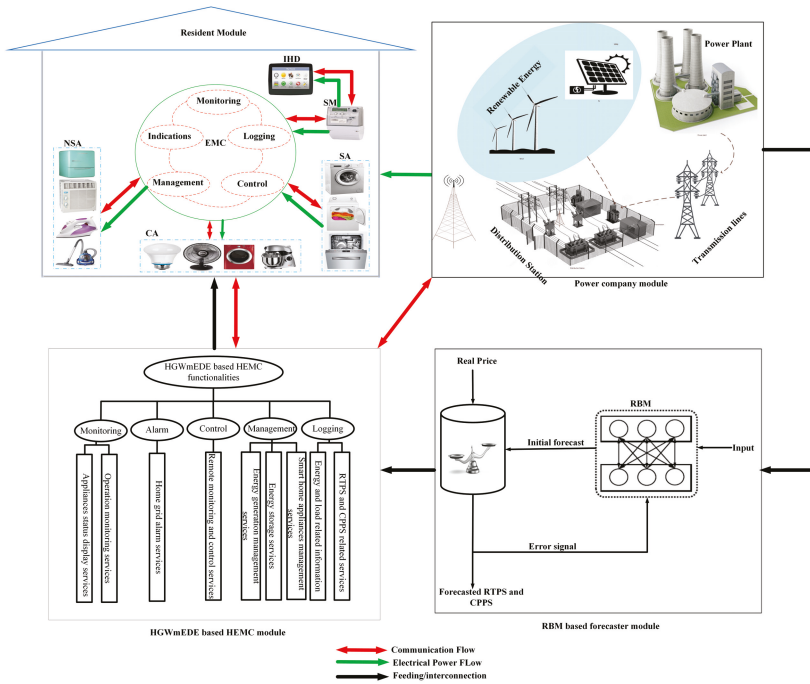 Resident Module
IHD
SM
Monitoring
Indications
EMC
Logging
Management
Control
NSA
SA
CA
Renewable Energy
Power Plant
Distribution Station
Transmission lines
Power company module
HGWmEDE based HEMC
functionalities
Monitoring
Alarm
Control
Management
Logging
Appliances status display services
Operation monitoring services
Home grid alarm services
Remote monitoring and control services
Energy generation management
services
Energy storage services
Smart home appliances management
services
Energy and load related information
RTPS and CPPS related services
HGWmEDE based HEMC module
Real Price
RBM
Initial forecast
Input
Error signal
Forecasted RTPS and
CPPS
RBM based forecaster module
Communication Flow
Electrical Power FLow
Feeding/interconnection